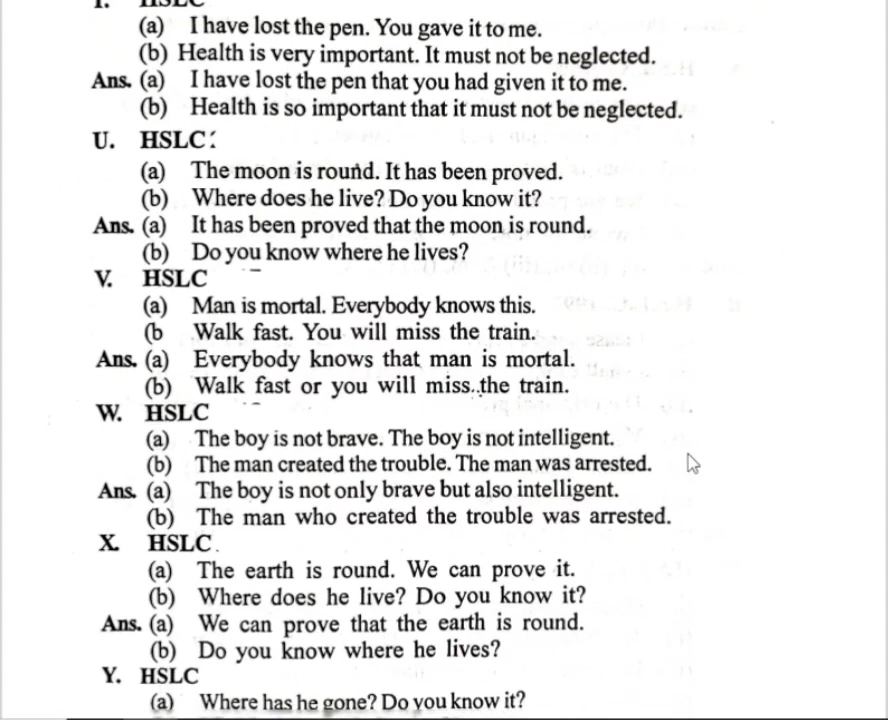 HSLC
(a) I have lost the pen. You gave it to me.
(b) Health is very important. It must not be neglected.
Ans. (a) I have lost the pen that you had given it to me.
(b) Health is so important that it must not be neglected.
U. HSLC:
(a) The moon is round. It has been proved.
(b) Where does he live? Do you know it?
Ans. (a) It has been proved that the moon is round.
(b) Do you know where he lives?
V. HSLC
(a) Man is mortal. Everybody knows this.
(b Walk fast. You will miss the train.
Ans. (a) Everybody knows that man is mortal.
(b) Walk fast or you will miss..the train.
W. HSLC
(a) The boy is not brave. The boy is not intelligent.
(b) The man created the trouble. The man was arrested.
Ans. (a) The boy is not only brave but also intelligent.
(b) The man who created the trouble was arrested.
X. HSLC.
(a) The earth is round. We can prove it.
(b) Where does he live? Do you know it?
Ans. (a) We can prove that the earth is round.
(b) Do you know where he lives?
Y. HSLC
(a) Where has he gone? Do you know it?